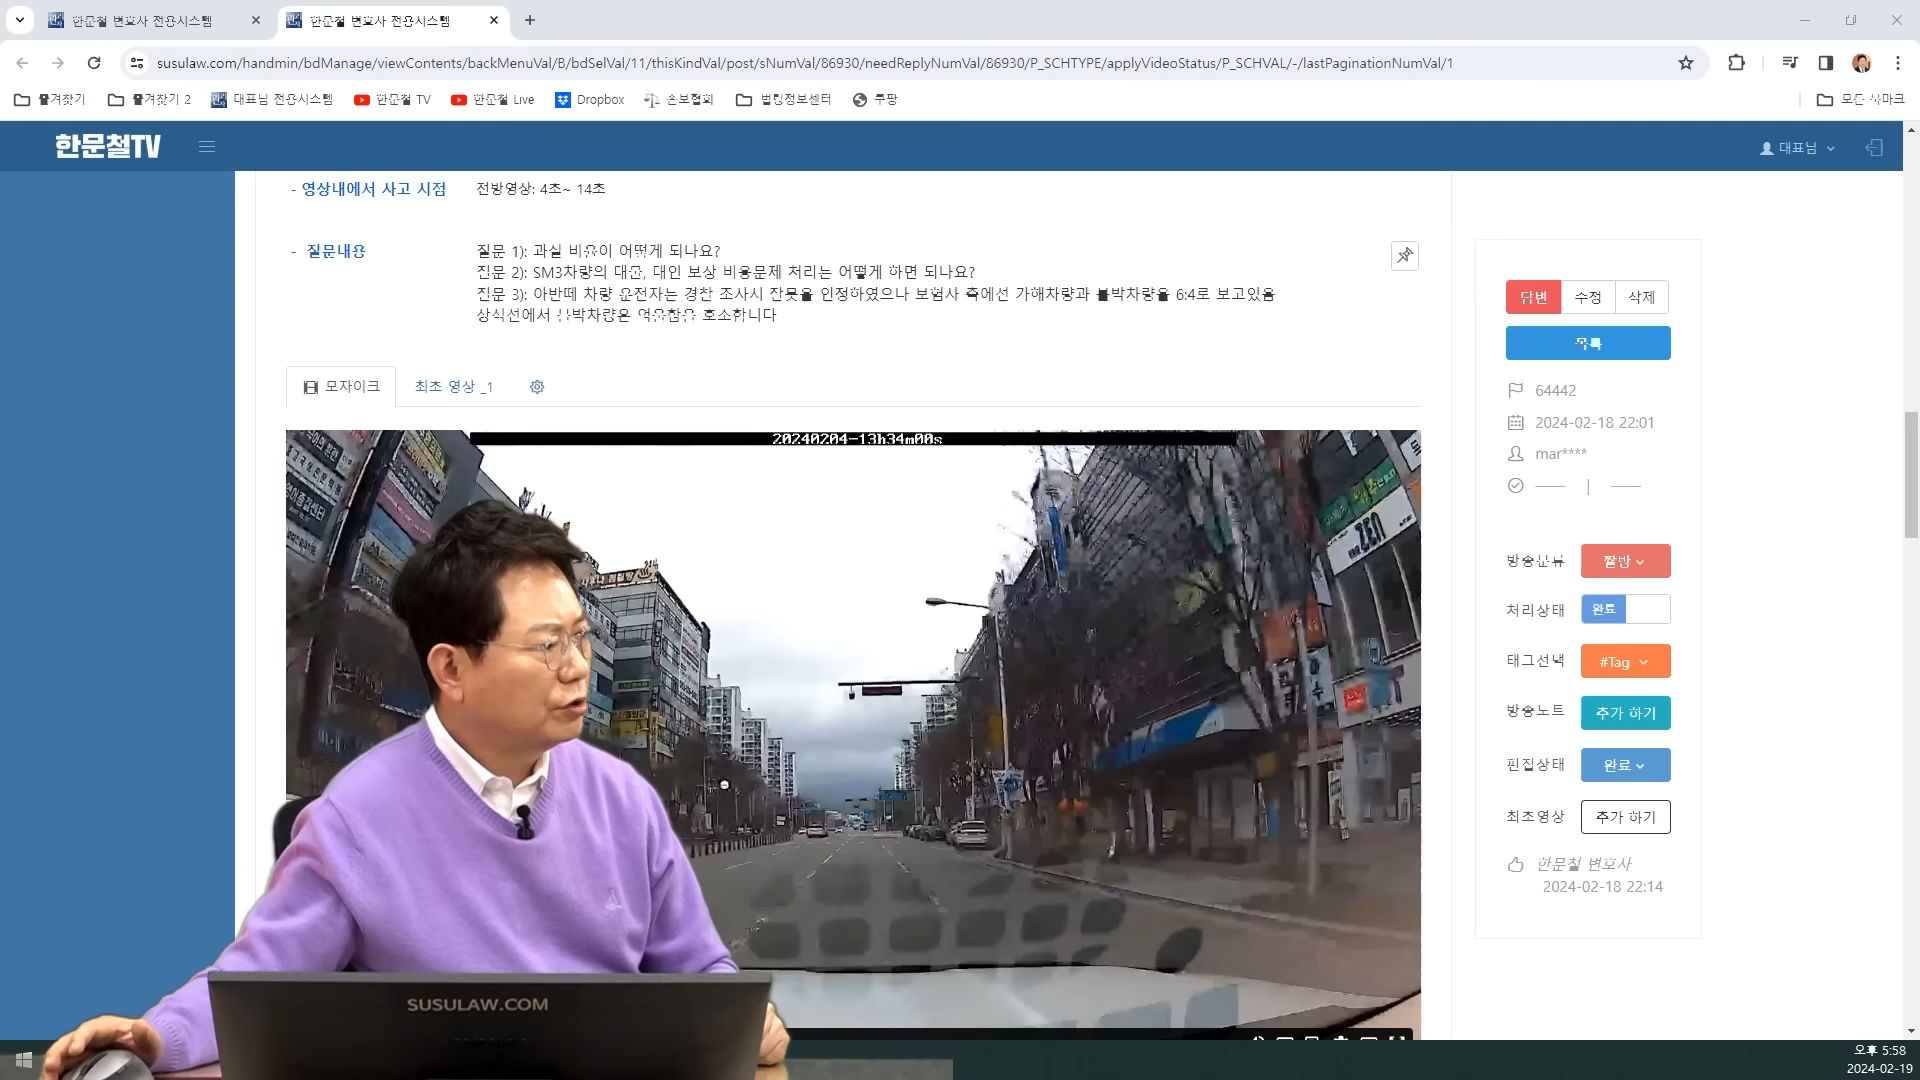 한문철 변호사 전용시스템
한문철 변호사 전용시스템
susulaw.com/handmin/bdManage/viewContents/backMenuVal/B/bdSelVal/11/thisKindVal/post/sNumVal/86930/needReplyNumVal/86930/P_SCHTYPE/applyVideoStatus/P_SCHVAL/-/lastPaginationNumVal/1
즐겨찾기
즐겨찾기 2
대표님 전용시스템
한문철 TV
한문철 Live
Dropbox
손보협회
법령정보센터
쿠팡
모든 북마크
한문철TV
대표님
- 영상내에서 사고 시점
전방영상: 4초~ 14초
- 질문내용
질문 1): 과실 비율이 어떻게 되나요?
질문 2): SM3차량의 대물, 대인 보상 비용문제 처리는 어떻게 하면 되나요?
질문 3): 아반떼 차량 운전자는 경찰 조사시 잘못을 인정하였으나 보험사 측에선 가해차량과 블박차량을 6:4로 보고있음
상식선에서 블박차량은 억울함을 호소합니다
답변
수정
삭제
목록
모자이크
최초 영상 _1
64442
2024-02-18 22:01
mar****
20240204-13h34m00s
ZEN
방송분류
짤방
처리상태
완료
태그선택
#Tag
방송노트
추가 하기
편집상태
완료
최초영상
추가 하기
한문철 변호사
2024-02-18 22:14
SUSULAW.COM
오후 5:58
2024-02-19